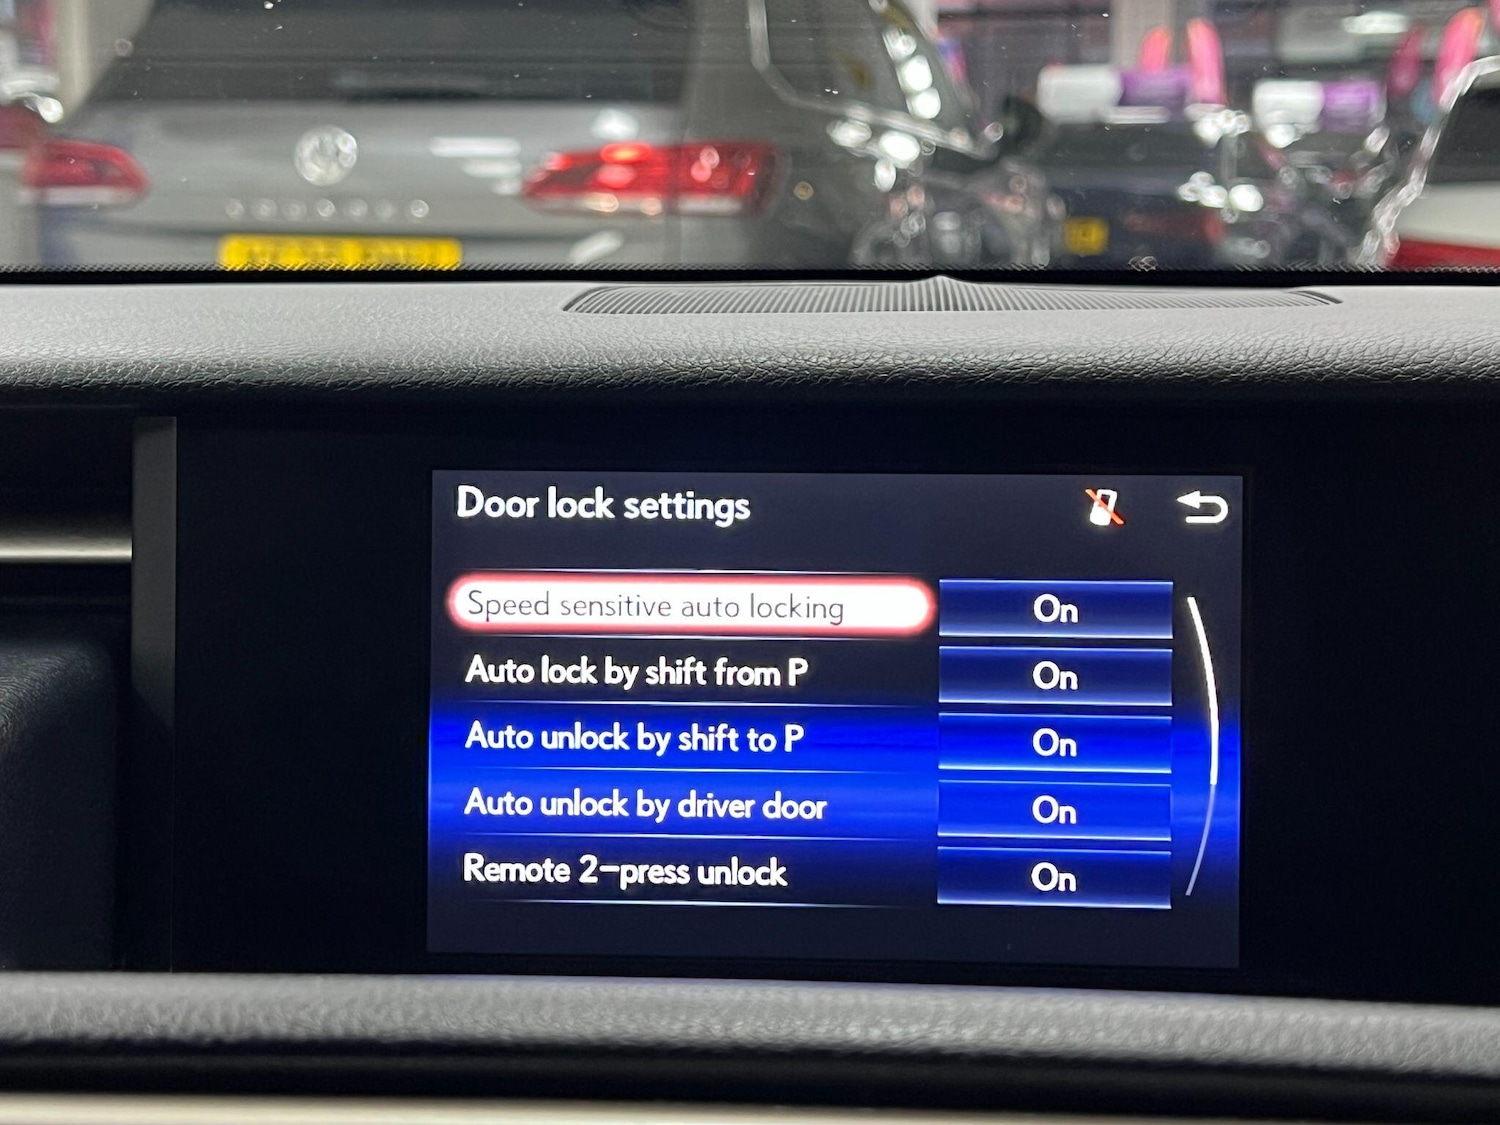 Door lock settings
Speed sensitive auto locking On
Auto lock by shift from P On
Auto unlock by shift to P On
Auto unlock by driver door On
Remote 2-press unlock On